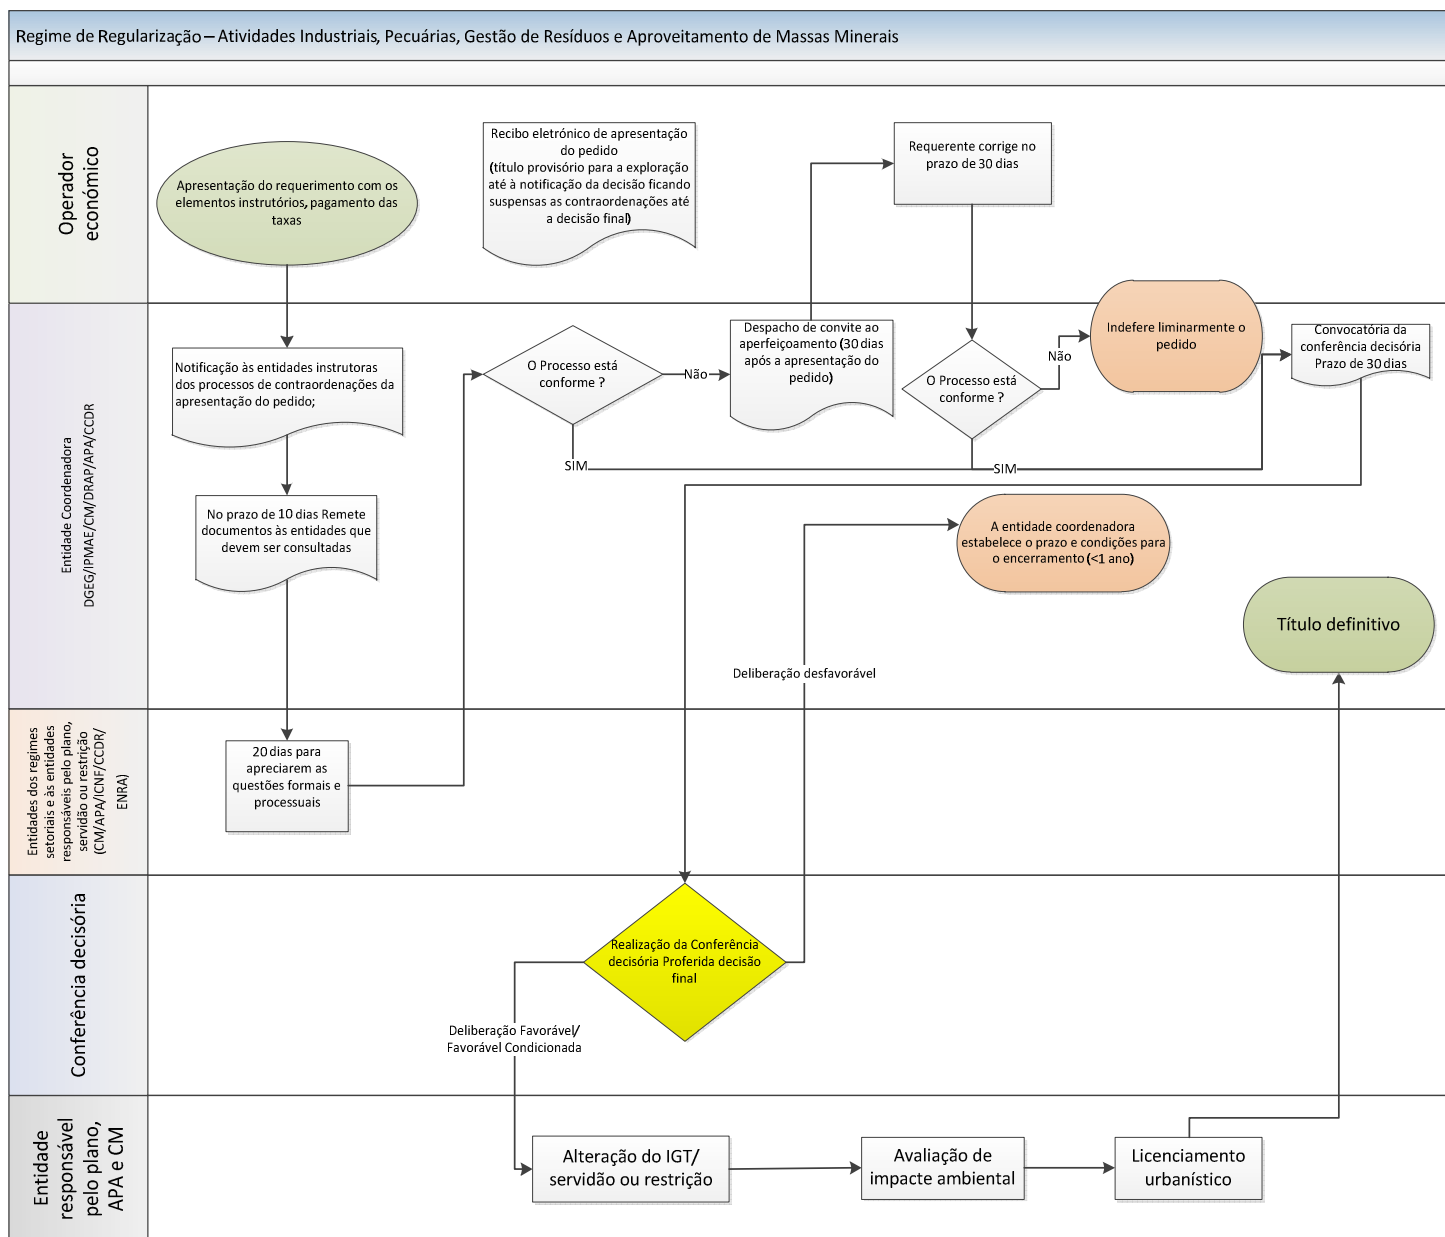 Regime de Regularização – Atividades Industriais, Pecuárias, Gestão de Resíduos e Aproveitamento de Massas Minerais
Operador
económico
Apresentação do requerimento com os
elementos instrutórios, pagamento das
taxas
Recibo eletrónico de apresentação
do pedido
(título provisório para a exploração
até à notificação da decisão ficando
suspensas as contraordenações até
a decisão final)
Requerente corrige no
prazo de 30 dias
Entidade Coordenadora
DGEG/IPMAE/CM/DRAP/APA/CCDR
Notificação às entidades instrutoras
dos processos de contraordenações da
apresentação do pedido;
No prazo de 10 dias Remete
documentos às entidades que
devem ser consultadas
O Processo está
conforme ?
Não
SIM
Despacho de convite ao
aperfeiçoamento (30 dias
após a apresentação do
pedido)
O Processo está
conforme ?
Não
SIM
Indefere liminarmente o
pedido
Convocatória da
conferência decisória
Prazo de 30 dias
A entidade coordenadora
estabelece o prazo e condições para
o encerramento (<1 ano)
Deliberação desfavorável
Título definitivo
Entidades dos regimes
setoriais e às entidades
responsáveis pelo plano,
servidão ou restrição
(CM/APA/ICNF/CCDR/
ENRA)
20 dias para
apreciarem as
questões formais e
processuais
Conferência decisória
Realização da Conferência
decisória Proferida decisão
final
Deliberação Favorável/
Favorável Condicionada
Entidade
responsável
pelo plano,
APA e CM
Alteração do IGT/
servidão ou restrição
Avaliação de
impacte ambiental
Licenciamento
urbanístico